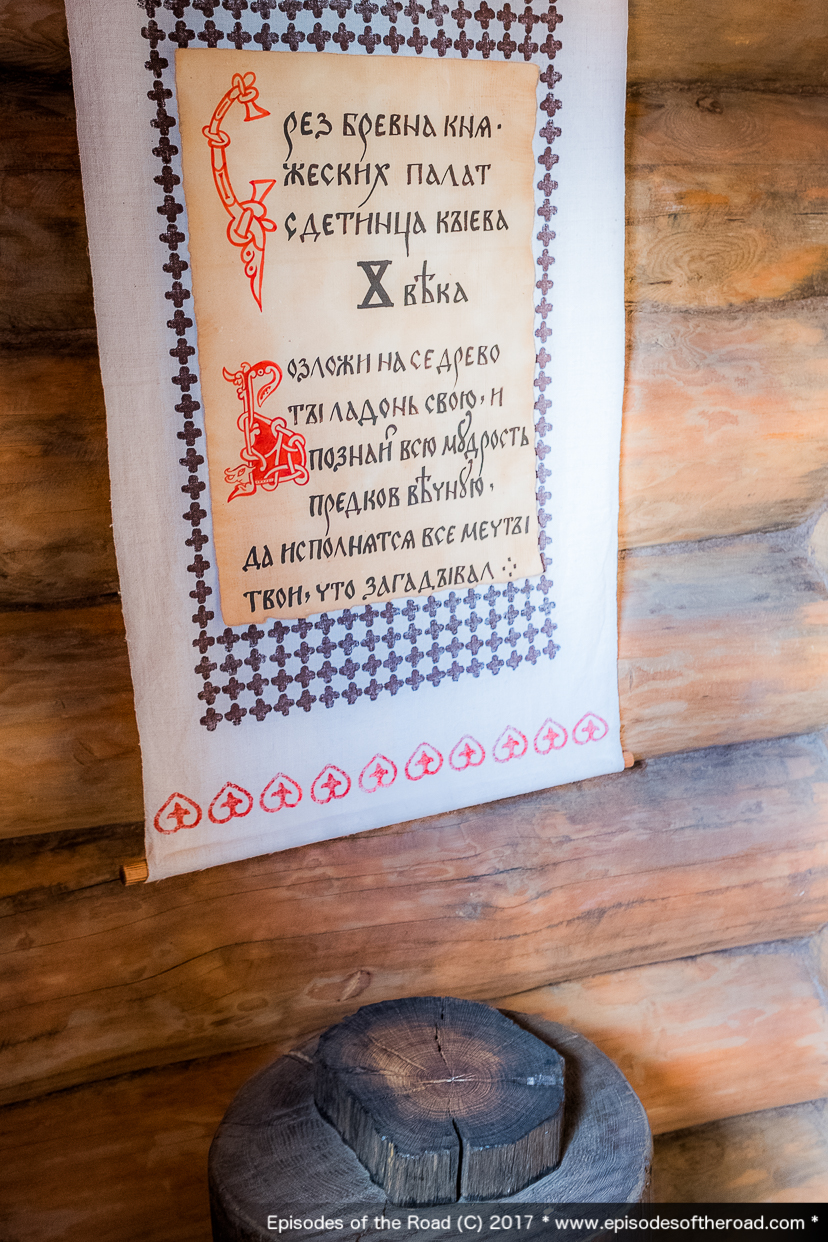 Срез бревна кня-
жеских палат
с детинца Кыева
X вѣка
Возложи на се древо
ты ладонь свою, и
познай всю мудрость
предков вѣчную,
да исполнятся все мечты
твои, что загадывал ⁘
Episodes of the Road (C) 2017 * www.episodesoftheroad.com *